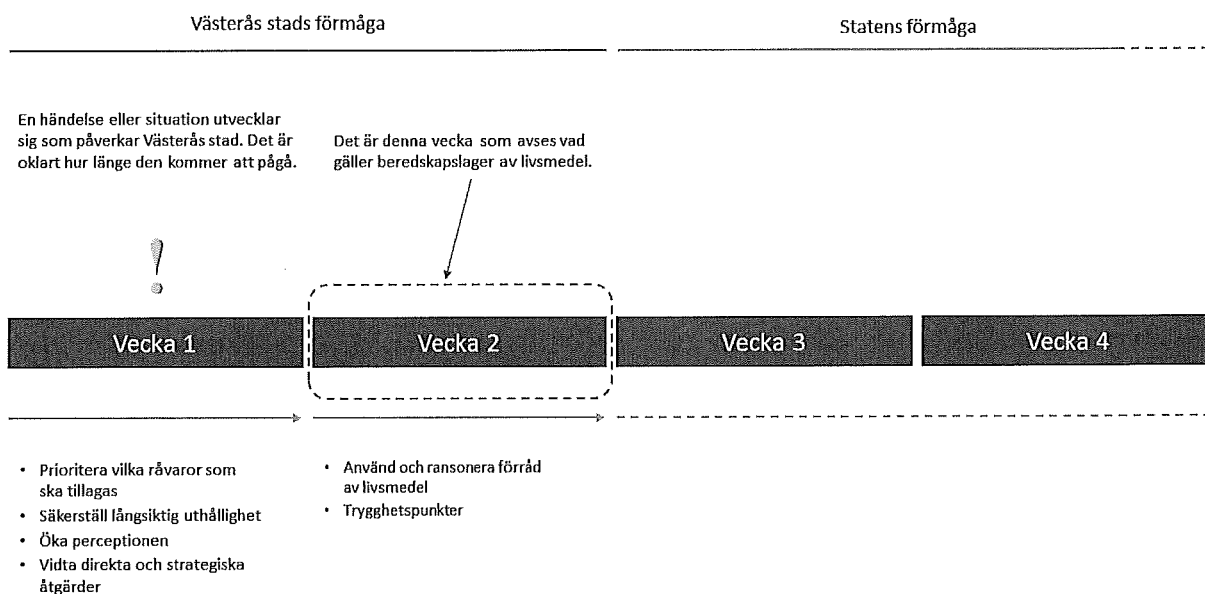 Västerås stads förmåga
Statens förmåga
En händelse eller situation utvecklar
sig som påverkar Västerås stad. Det är
oklart hur länge den kommer att pågå.
Det är denna vecka som avses vad
gäller beredskapslager av livsmedel.
!
Vecka 1
Vecka 2
Vecka 3
Vecka 4
• Prioritera vilka råvaror som
ska tillagas
• Säkerställ långsiktig uthållighet
• Öka perceptionen
• Vidta direkta och strategiska
åtgärder
• Använd och ransonera förråd
av livsmedel
• Trygghetspunkter